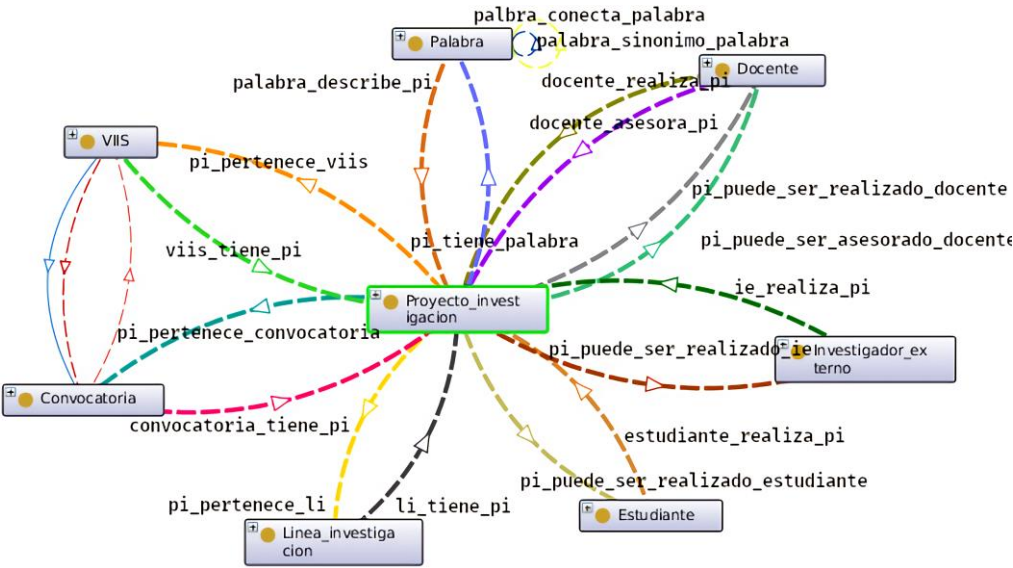 palbra_conecta_palabra
Palabra
palabra_sinonimo_palabra
Docente
palabra_describe_pi
docente_realiza_pi
docente_asesora_pi
VIIS
pi_pertenece_viis
pi_puede_ser_realizado_docente
viis_tiene_pi
pi_tiene_palabra
pi_puede_ser_asesorado_docente
Proyecto_invest
igacion
ie_realiza_pi
pi_pertenece_convocatoria
pi_puede_ser_realizado_ie
Investigador_ex
terno
Convocatoria
convocatoria_tiene_pi
estudiante_realiza_pi
pi_puede_ser_realizado_estudiante
pi_pertenece_li
li_tiene_pi
Estudiante
Linea_investiga
cion